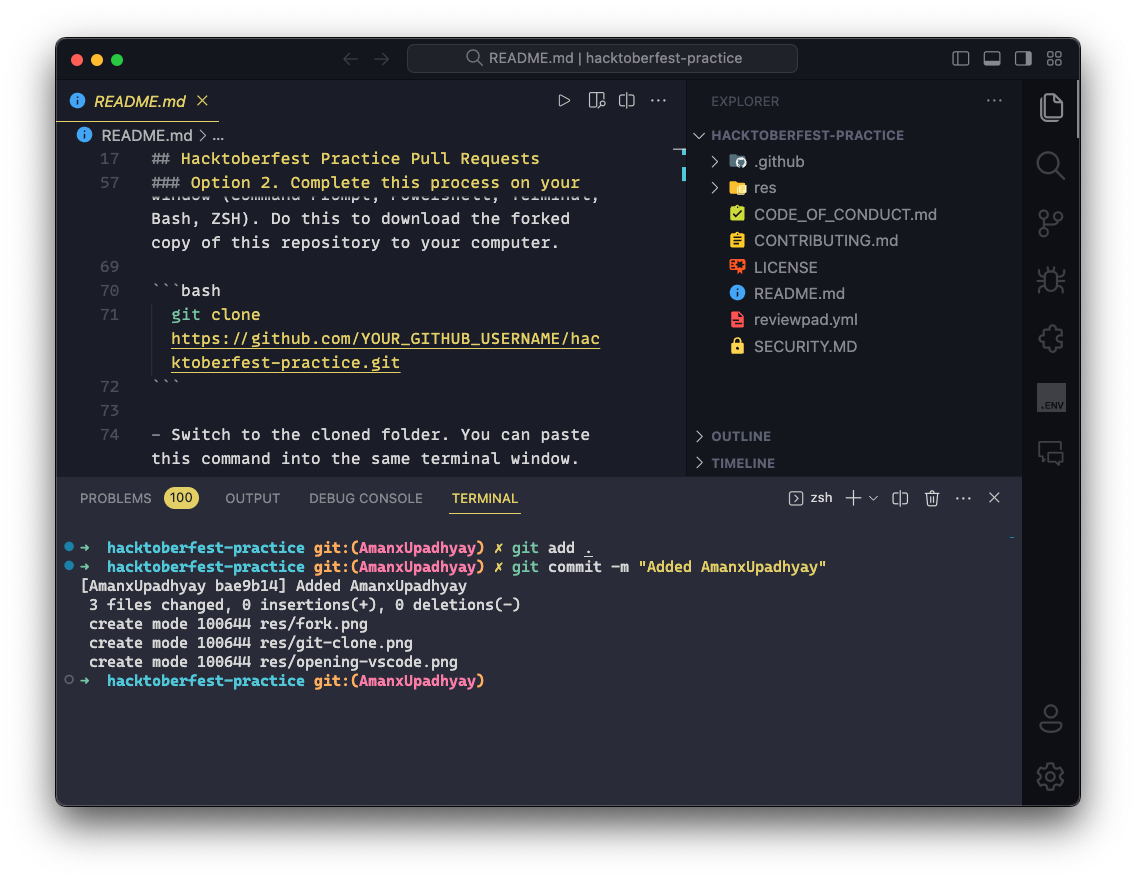 README.md | hacktoberfest-practice
README.md
README.md > ...
17 ## Hacktoberfest Practice Pull Requests
57 ### Option 2. Complete this process on your
window (Command Prompt, Powershell, Terminal,
Bash, ZSH). Do this to download the forked
copy of this repository to your computer.
69
70 ```bash
71 git clone
https://github.com/YOUR_GITHUB_USERNAME/hac
ktoberfest-practice.git
72 ```
73
74 - Switch to the cloned folder. You can paste
this command into the same terminal window.
EXPLORER
HACKTOBERFEST-PRACTICE
.github
res
CODE_OF_CONDUCT.md
CONTRIBUTING.md
LICENSE
README.md
reviewpad.yml
SECURITY.MD
OUTLINE
TIMELINE
.ENV
PROBLEMS 100 OUTPUT DEBUG CONSOLE TERMINAL zsh
➜ hacktoberfest-practice git:(AmanxUpadhyay) ✗ git add .
➜ hacktoberfest-practice git:(AmanxUpadhyay) ✗ git commit -m "Added AmanxUpadhyay"
[AmanxUpadhyay bae9b14] Added AmanxUpadhyay
3 files changed, 0 insertions(+), 0 deletions(-)
create mode 100644 res/fork.png
create mode 100644 res/git-clone.png
create mode 100644 res/opening-vscode.png
➜ hacktoberfest-practice git:(AmanxUpadhyay)